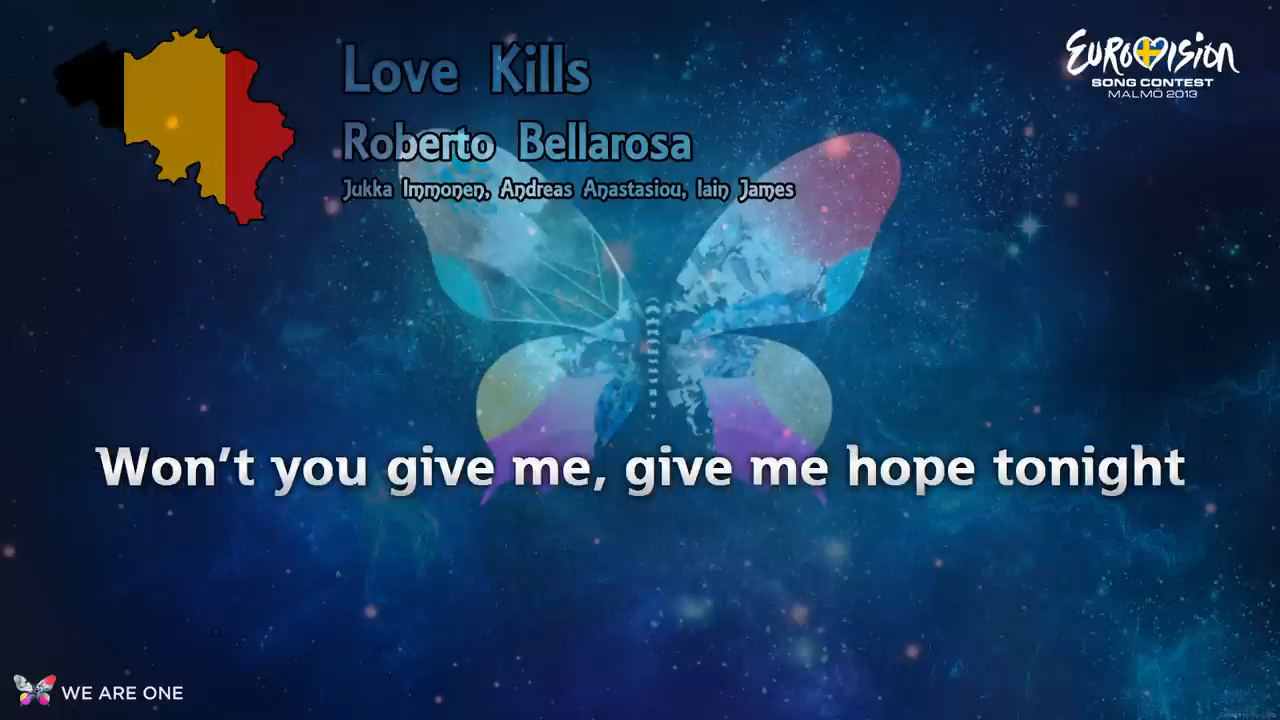 Love Kills
Roberto Bellarosa
Jukka Immonen, Andreas Anastasiou, Iain James
EUROVISION
SONG CONTEST
MALMÖ 2013
Won't you give me, give me hope tonight
WE ARE ONE